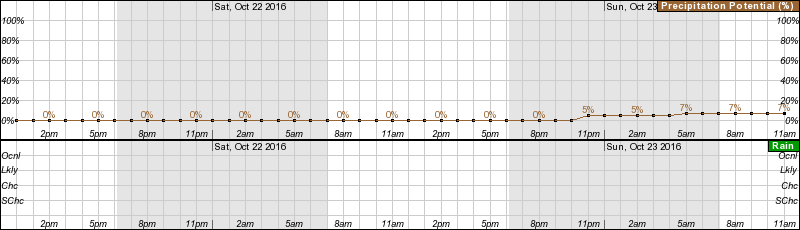 Sat, Oct 22 2016 Sun, Oct 23 Precipitation Potential (%)
100% 100%
80% 80%
60% 60%
40% 40%
20% 20%
0% 0% 0% 0% 0% 0% 0% 0% 0% 0% 0% 0% 5% 5% 7% 7% 7% 0%
2pm 5pm 8pm 11pm 2am 5am 8am 11am 2pm 5pm 8pm 11pm 2am 5am 8am 11am
Sat, Oct 22 2016 Sun, Oct 23 2016 Rain
Ocnl Ocnl
Lkly Lkly
Chc Chc
SChc SChc
2pm 5pm 8pm 11pm 2am 5am 8am 11am 2pm 5pm 8pm 11pm 2am 5am 8am 11am